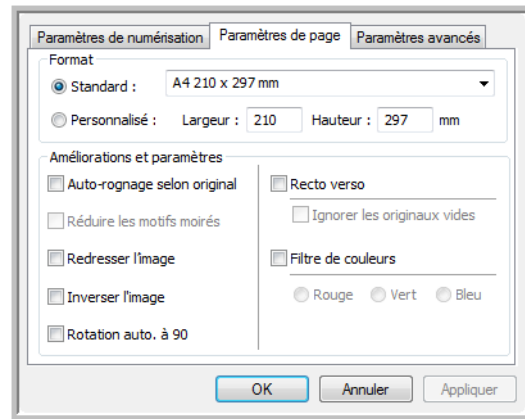 Paramètres de numérisation Paramètres de page Paramètres avancés
Format
Standard : A4 210 x 297 mm
Personnalisé : Largeur : 210 Hauteur : 297 mm
Améliorations et paramètres
Auto-rognage selon original
Réduire les motifs moirés
Redresser l'image
Inverser l'image
Rotation auto. à 90
Recto verso
Ignorer les originaux vides
Filtre de couleurs
Rouge Vert Bleu
OK Annuler Appliquer